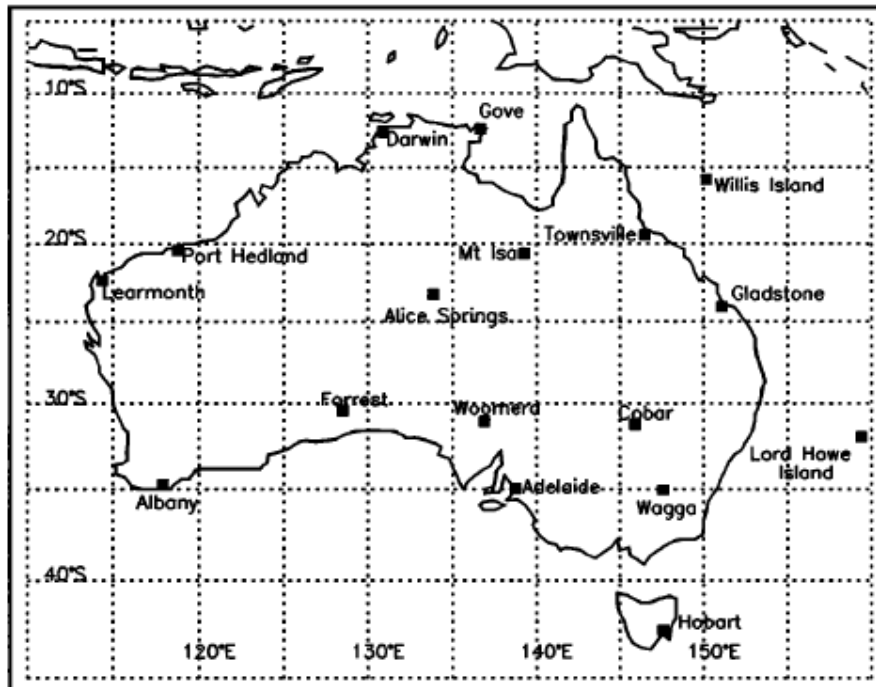 10°S
Gove
Darwin
Willis Island
20°S
Townsville
Port Hedland
Mt Isa
Learmonth
Gladstone
Alice Springs
30°S
Forrest
Woomera
Cobar
Lord Howe
Island
Adelaide
Albany
Wagga
40°S
Hobart
120°E
130°E
140°E
150°E